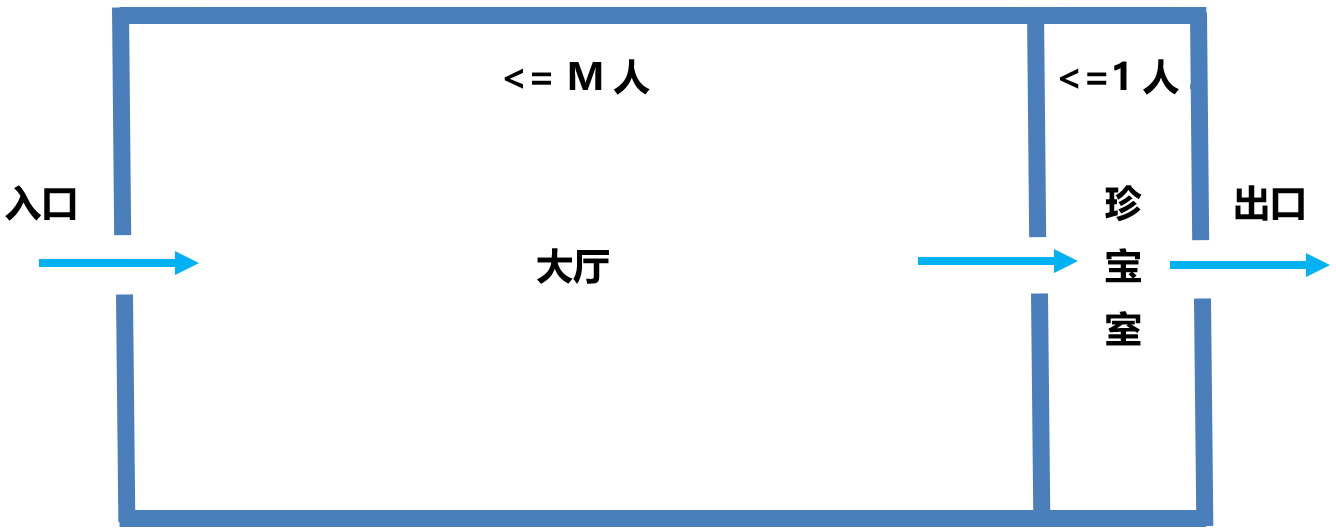 <= M 人
<=1 人
入口
大厅
珍
宝
室
出口